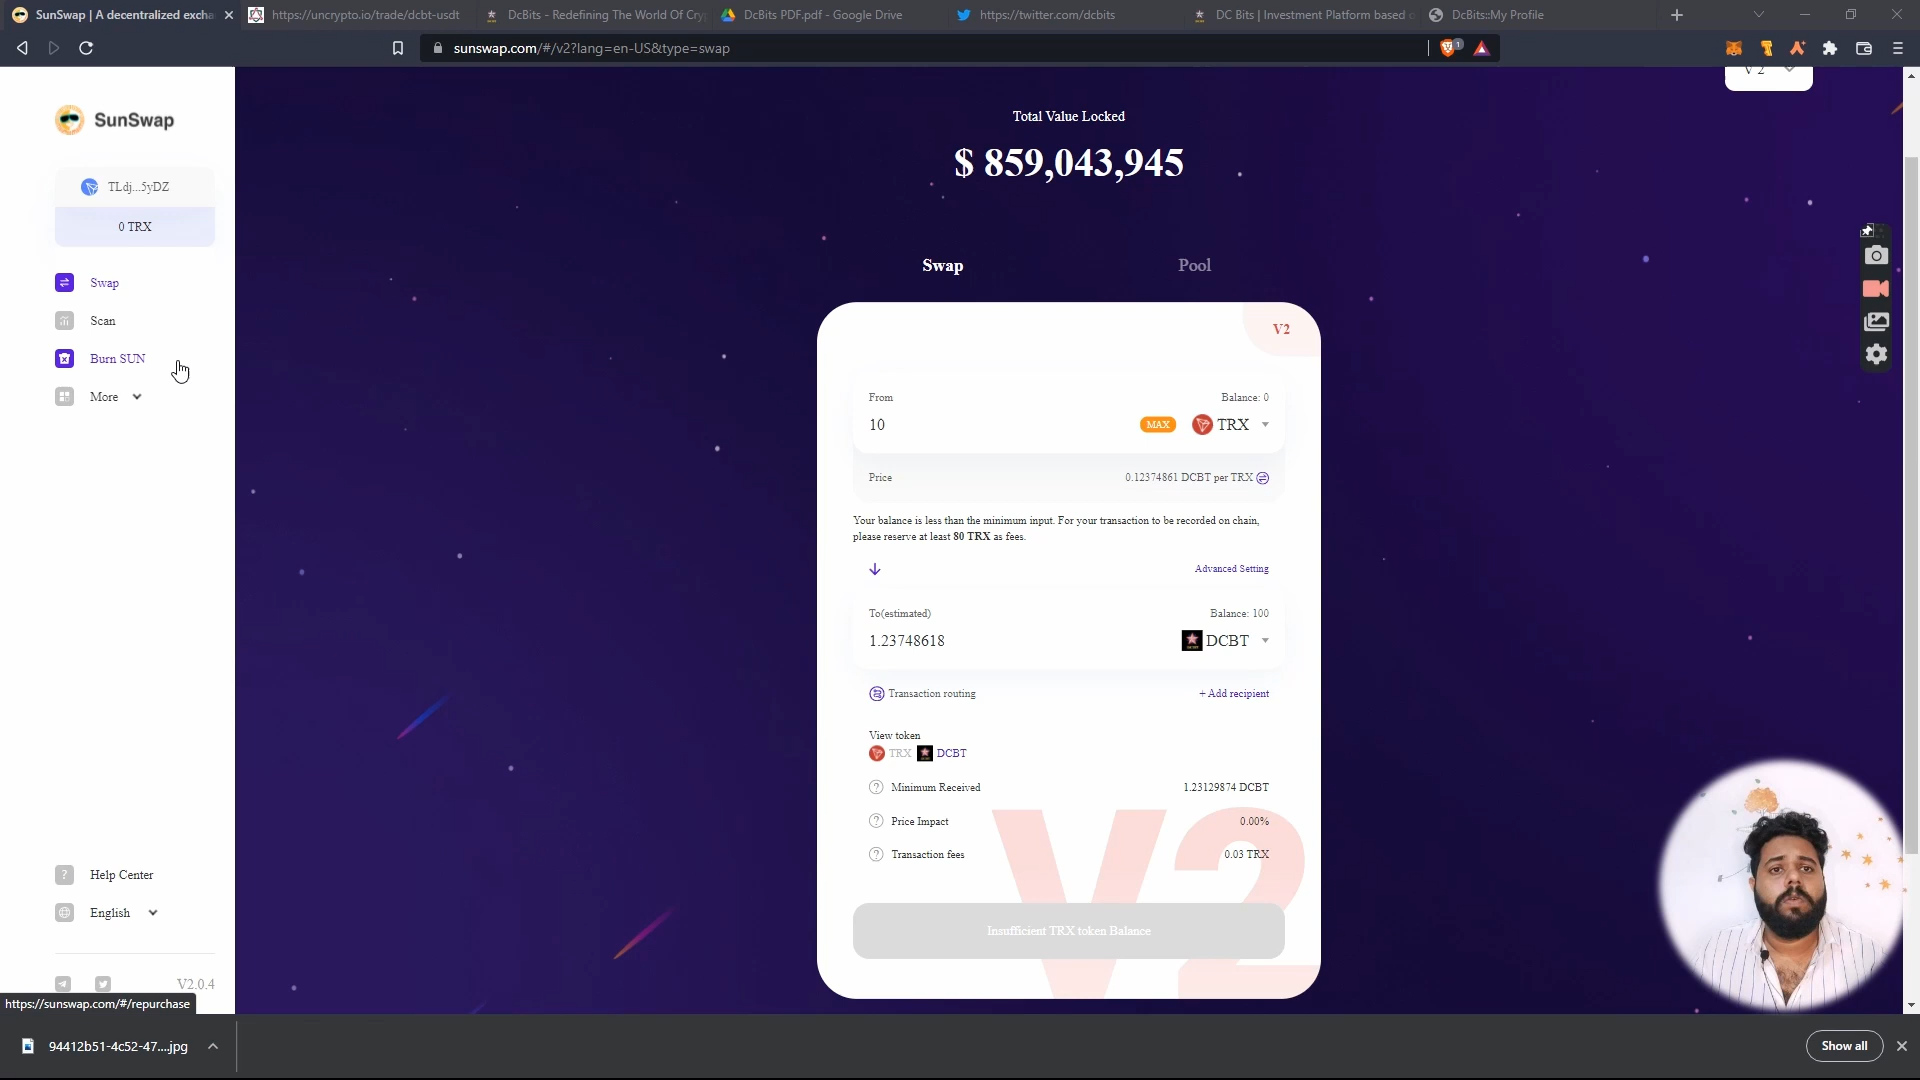 SunSwap | A decentralized excha
https://uncrypto.io/trade/dcbt-usdt
DcBits - Redefining The World Of Cry
DcBits PDF.pdf - Google Drive
https://twitter.com/dcbits
DC Bits | Investment Platform based o
DcBits::My Profile
sunswap.com/#/v2?lang=en-US&type=swap
1
V 2
SunSwap
TLdj...5yDZ
0 TRX
Swap
Scan
Burn SUN
More
Help Center
English
V2.0.4
https://sunswap.com/#/repurchase
Total Value Locked
$ 859,043,945
Swap
Pool
V2
From
Balance: 0
10
MAX
TRX
Price
0.12374861 DCBT per TRX
Your balance is less than the minimum input. For your transaction to be recorded on chain,
please reserve at least 80 TRX as fees.
Advanced Setting
To(estimated)
Balance: 100
1.23748618
DCBT
Transaction routing
+ Add recipient
View token
TRX
DCBT
? Minimum Received
1.23129874 DCBT
? Price Impact
0.00%
? Transaction fees
0.03 TRX
V2
Insufficient TRX token Balance
94412b51-4c52-47....jpg
Show all